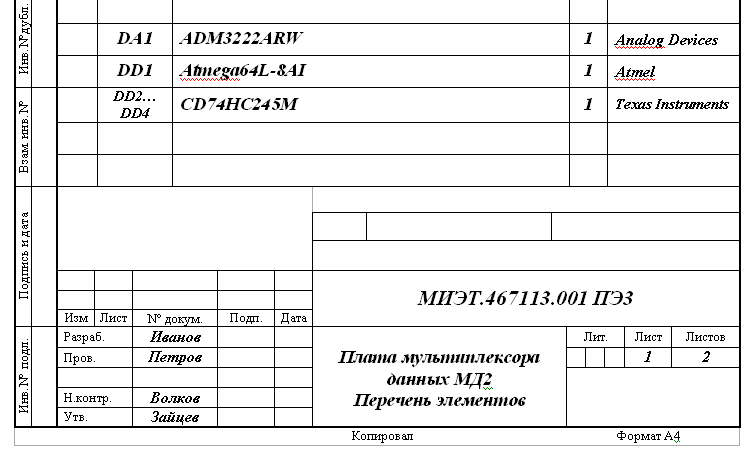 Инв. № дубл.
DA1 ADM3222ARW 1 Analog Devices
DD1 Atmega64L-8AI 1 Atmel
DD2…
DD4 CD74HC245M 1 Texas Instruments
Взам. инв. №
Подпись и дата
МИЭТ.467113.001 ПЭ3
Изм Лист № докум. Подп. Дата
Инв. № подл.
Разраб. Иванов
Пров. Петров
Н.контр. Волков
Утв. Зайцев
Плата мультиплексора
данных МД2
Перечень элементов
Лит. Лист Листов
1 2
Копировал Формат А4